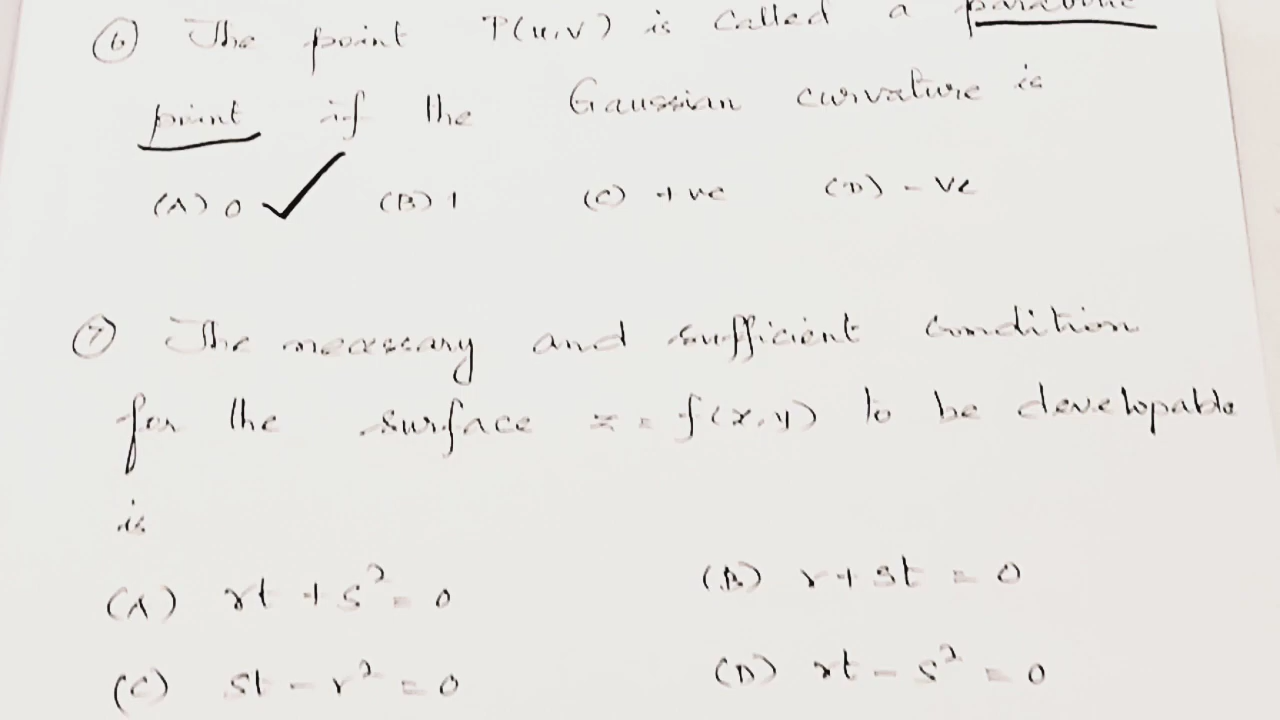 ⑥ The point P(u,v) is called a parabolic
point if the Gaussian curvature is
(A) 0 ✓ (B) 1 (C) +ve (D) -ve
⑦ The necessary and sufficient condition
for the surface z = f(x,y) to be developable
is
(A) rt + s² = 0 (B) r + st = 0
(C) st - r² = 0 (D) rt - s² = 0